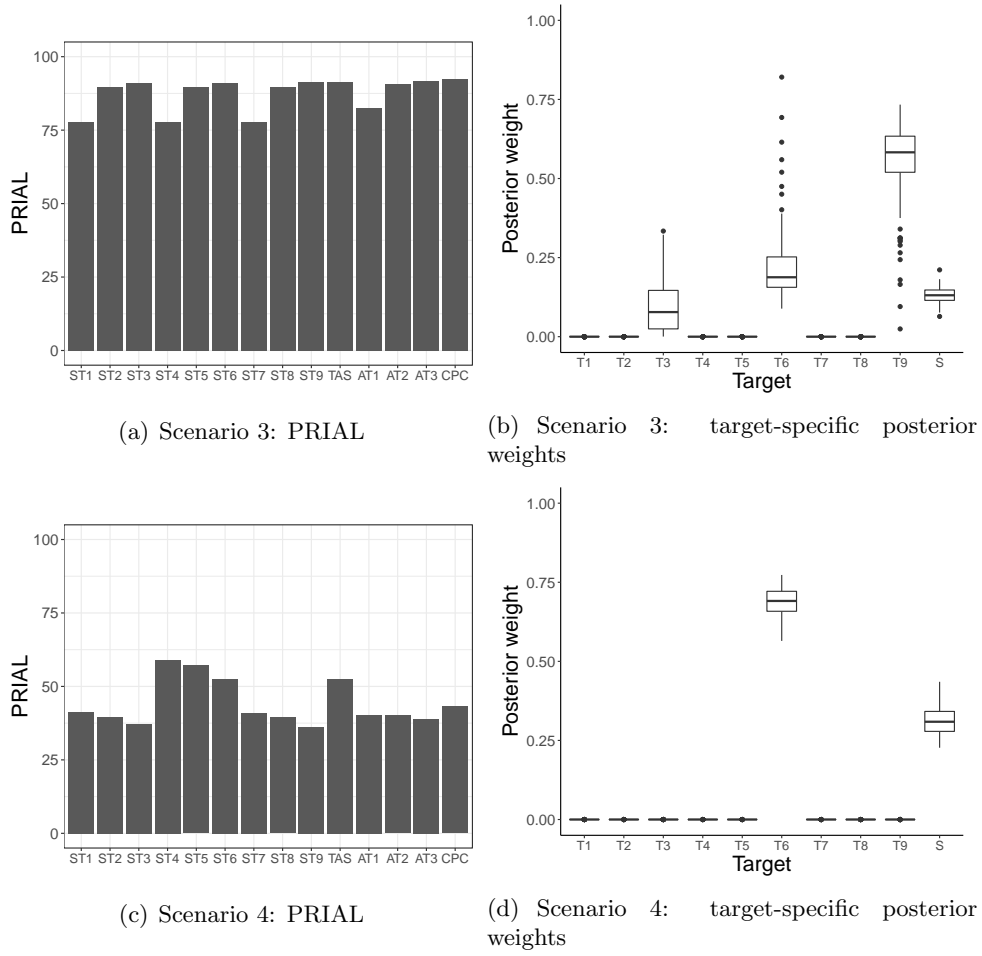 100
75
50
25
0
PRIAL
ST1 ST2 ST3 ST4 ST5 ST6 ST7 ST8 ST9 TAS AT1 AT2 AT3 CPC
(a) Scenario 3: PRIAL
1.00
0.75
0.50
0.25
0.00
Posterior weight
T1 T2 T3 T4 T5 T6 T7 T8 T9 S
Target
(b) Scenario 3: target-specific posterior
weights
100
75
50
25
0
PRIAL
ST1 ST2 ST3 ST4 ST5 ST6 ST7 ST8 ST9 TAS AT1 AT2 AT3 CPC
(c) Scenario 4: PRIAL
1.00
0.75
0.50
0.25
0.00
Posterior weight
T1 T2 T3 T4 T5 T6 T7 T8 T9 S
Target
(d) Scenario 4: target-specific posterior
weights